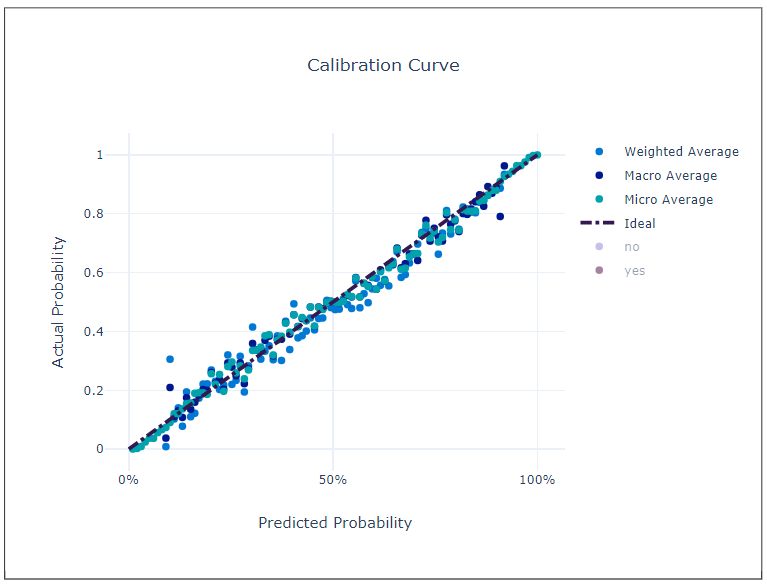 Calibration Curve
Actual Probability
1
0.8
0.6
0.4
0.2
0
0%
50%
100%
Predicted Probability
Weighted Average
Macro Average
Micro Average
Ideal
no
yes